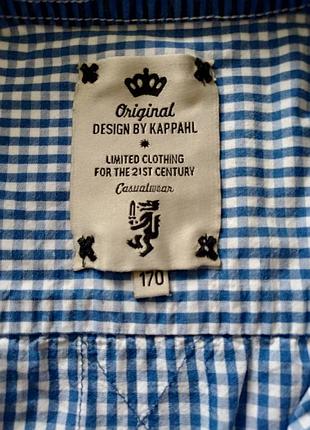 Original
DESIGN BY KAPPAHL
LIMITED CLOTHING
FOR THE 21ST CENTURY
Casualwear
170